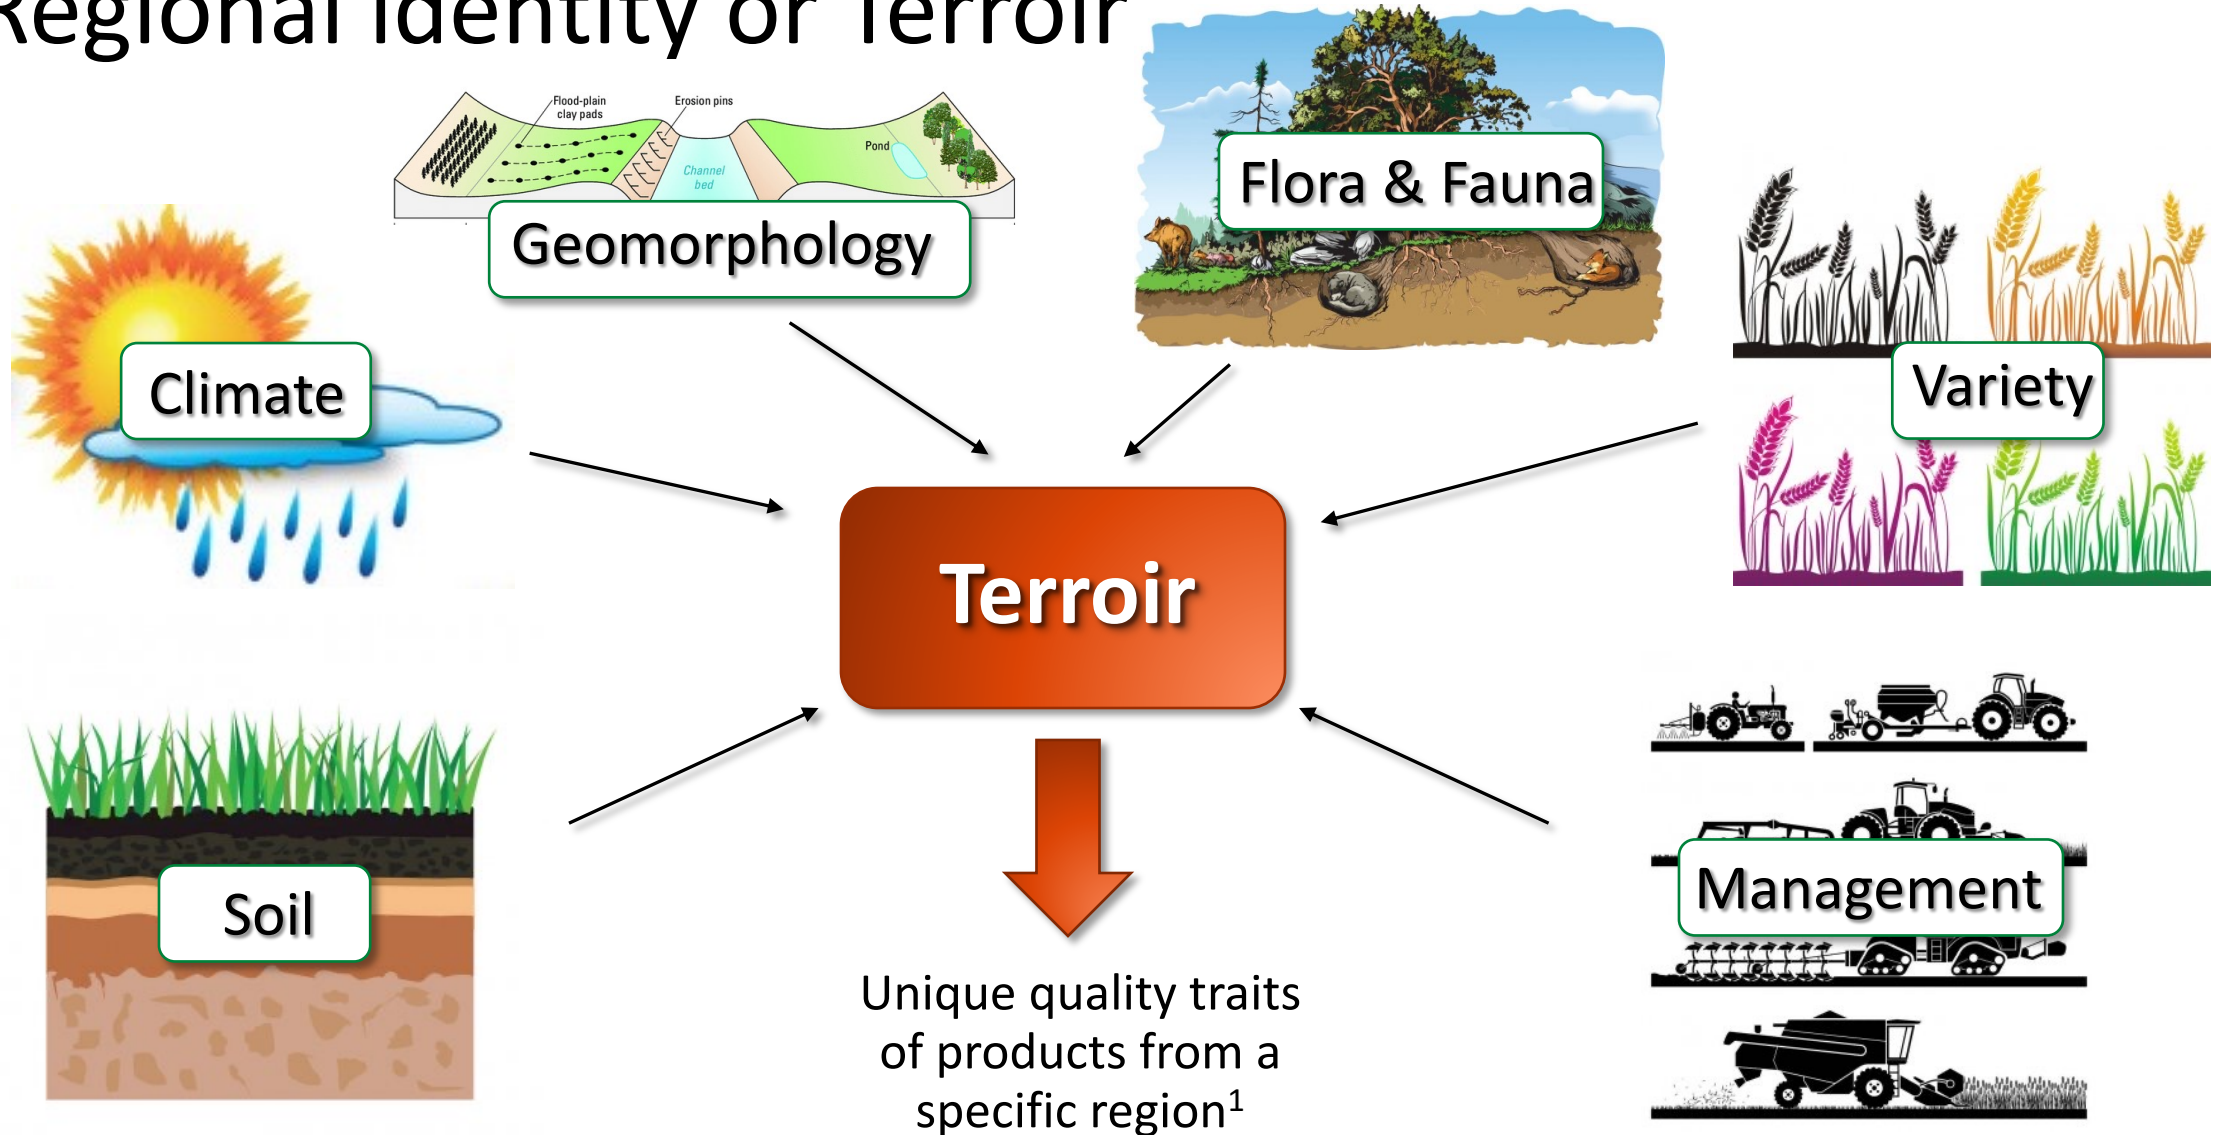 Regional Identity or Terroir
Flood-plain
clay pads
Erosion pins
Pond
Channel
bed
Geomorphology
Flora & Fauna
Climate
Variety
Terroir
Soil
Management
Unique quality traits
of products from a
specific region¹